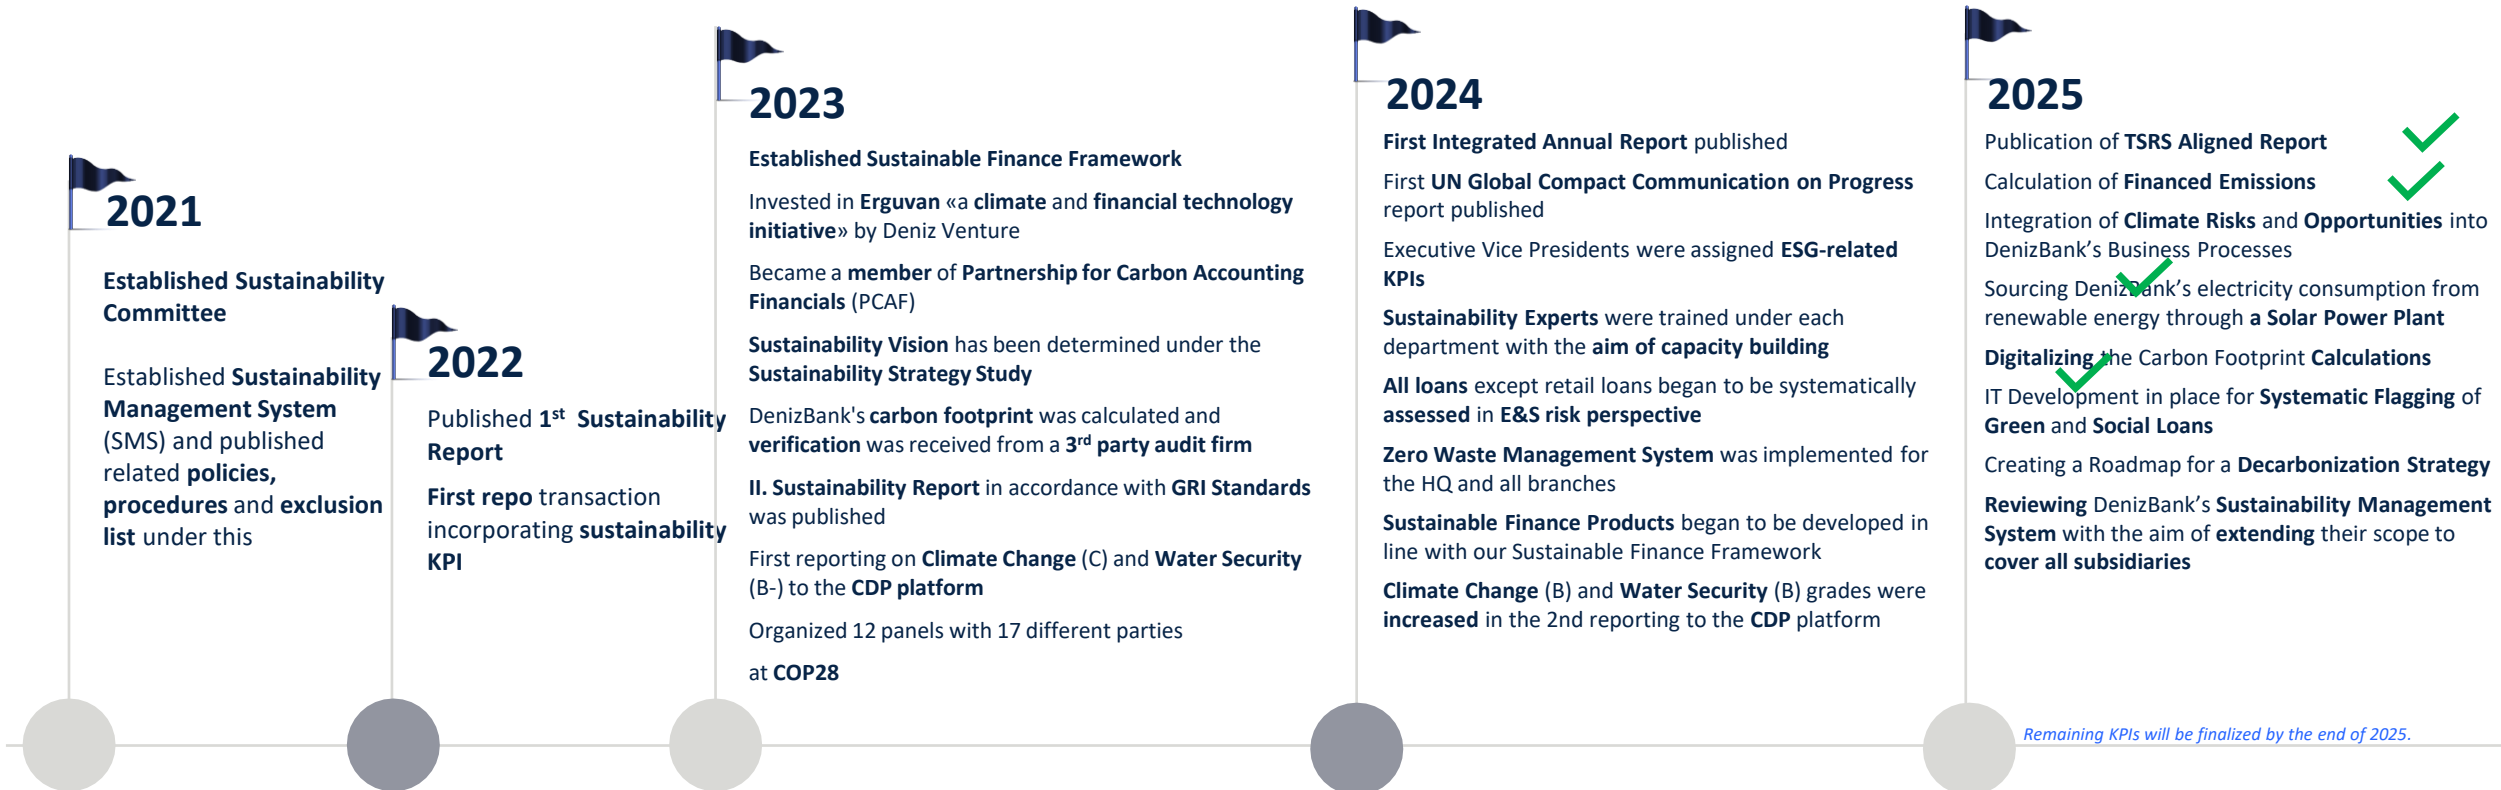 2021
Established Sustainability
Committee
Established Sustainability
Management System
(SMS) and published
related policies,
procedures and exclusion
list under this
2022
Published 1st Sustainability
Report
First repo transaction
incorporating sustainability
KPI
2023
Established Sustainable Finance Framework
Invested in Erguvan «a climate and financial technology
initiative» by Deniz Venture
Became a member of Partnership for Carbon Accounting
Financials (PCAF)
Sustainability Vision has been determined under the
Sustainability Strategy Study
DenizBank's carbon footprint was calculated and
verification was received from a 3rd party audit firm
II. Sustainability Report in accordance with GRI Standards
was published
First reporting on Climate Change (C) and Water Security
(B-) to the CDP platform
Organized 12 panels with 17 different parties
at COP28
2024
First Integrated Annual Report published
First UN Global Compact Communication on Progress
report published
Executive Vice Presidents were assigned ESG-related
KPIs
Sustainability Experts were trained under each
department with the aim of capacity building
All loans except retail loans began to be systematically
assessed in E&S risk perspective
Zero Waste Management System was implemented for
the HQ and all branches
Sustainable Finance Products began to be developed in
line with our Sustainable Finance Framework
Climate Change (B) and Water Security (B) grades were
increased in the 2nd reporting to the CDP platform
2025
Publication of TSRS Aligned Report
Calculation of Financed Emissions
Integration of Climate Risks and Opportunities into
DenizBank’s Business Processes
Sourcing DenizBank’s electricity consumption from
renewable energy through a Solar Power Plant
Digitalizing the Carbon Footprint Calculations
IT Development in place for Systematic Flagging of
Green and Social Loans
Creating a Roadmap for a Decarbonization Strategy
Reviewing DenizBank’s Sustainability Management
System with the aim of extending their scope to
cover all subsidiaries
Remaining KPIs will be finalized by the end of 2025.